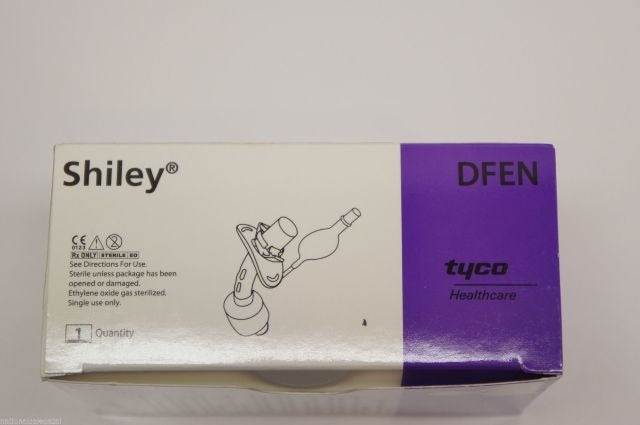 Shiley®
DFEN
CE
0123
Rx ONLY STERILE EO
See Directions For Use.
Sterile unless package has been
opened or damaged.
Ethylene oxide gas sterilized.
Single use only.
1 Quantity
tyco
Healthcare